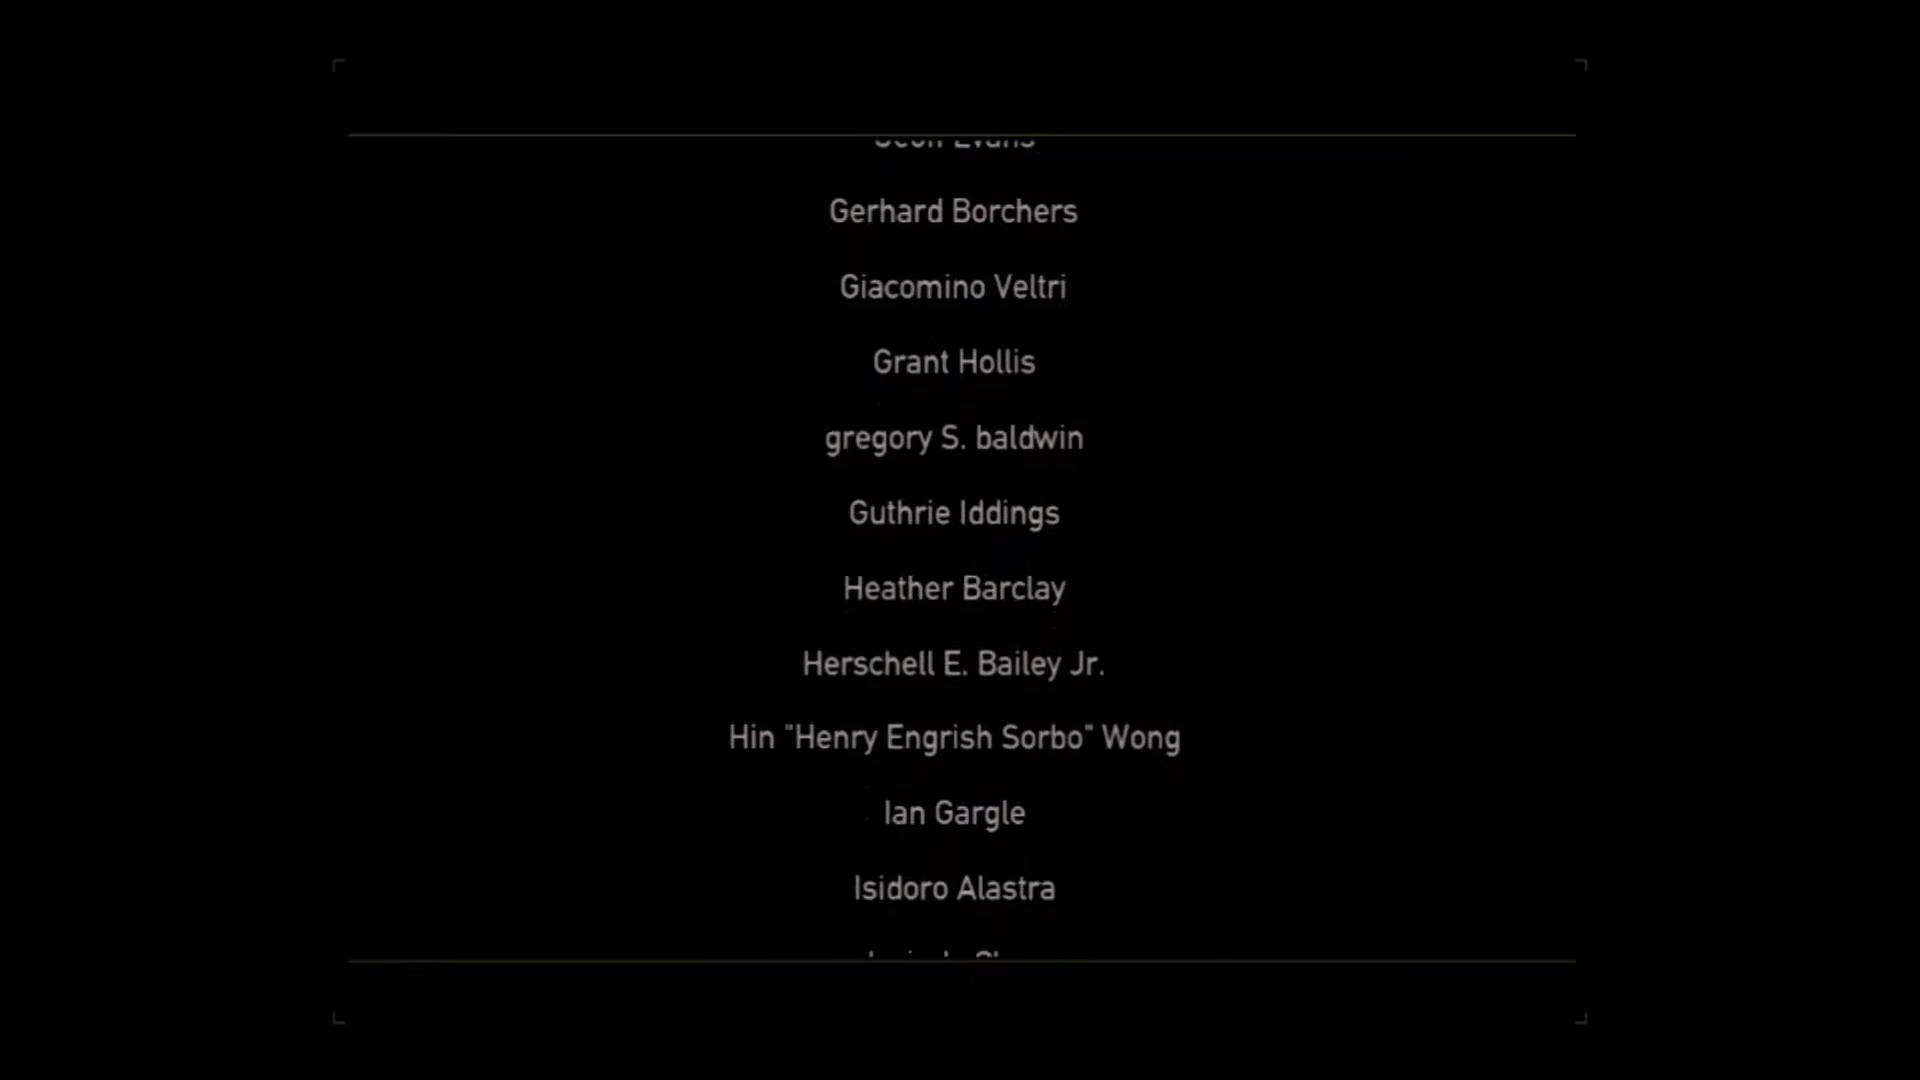 Evans
Gerhard Borchers
Giacomino Veltri
Grant Hollis
gregory S. baldwin
Guthrie Iddings
Heather Barclay
Herschell E. Bailey Jr.
Hin "Henry Engrish Sorbo" Wong
Ian Gargle
Isidoro Alastra